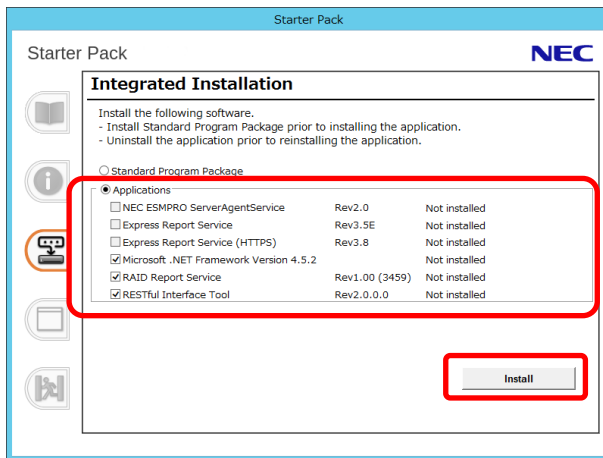 Starter Pack
Starter Pack
NEC
Integrated Installation
Install the following software.
- Install Standard Program Package prior to installing the application.
- Uninstall the application prior to reinstalling the application.
Standard Program Package
Applications
NEC ESMPRO ServerAgentService Rev2.0 Not installed
Express Report Service Rev3.5E Not installed
Express Report Service (HTTPS) Rev3.8 Not installed
Microsoft .NET Framework Version 4.5.2 Not installed
RAID Report Service Rev1.00 (3459) Not installed
RESTful Interface Tool Rev2.0.0.0 Not installed
Install